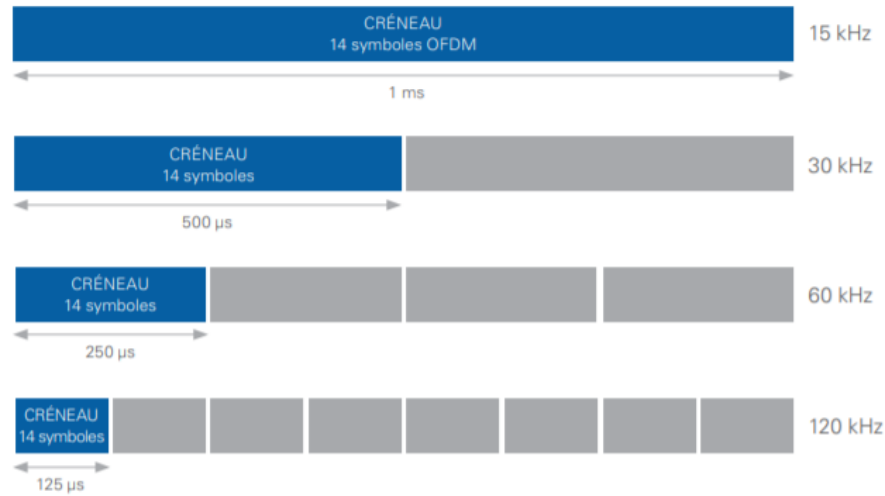 CRÉNEAU
14 symboles OFDM
15 kHz
1 ms
CRÉNEAU
14 symboles
30 kHz
500 µs
CRÉNEAU
14 symboles
60 kHz
250 µs
CRÉNEAU
14 symboles
120 kHz
125 µs